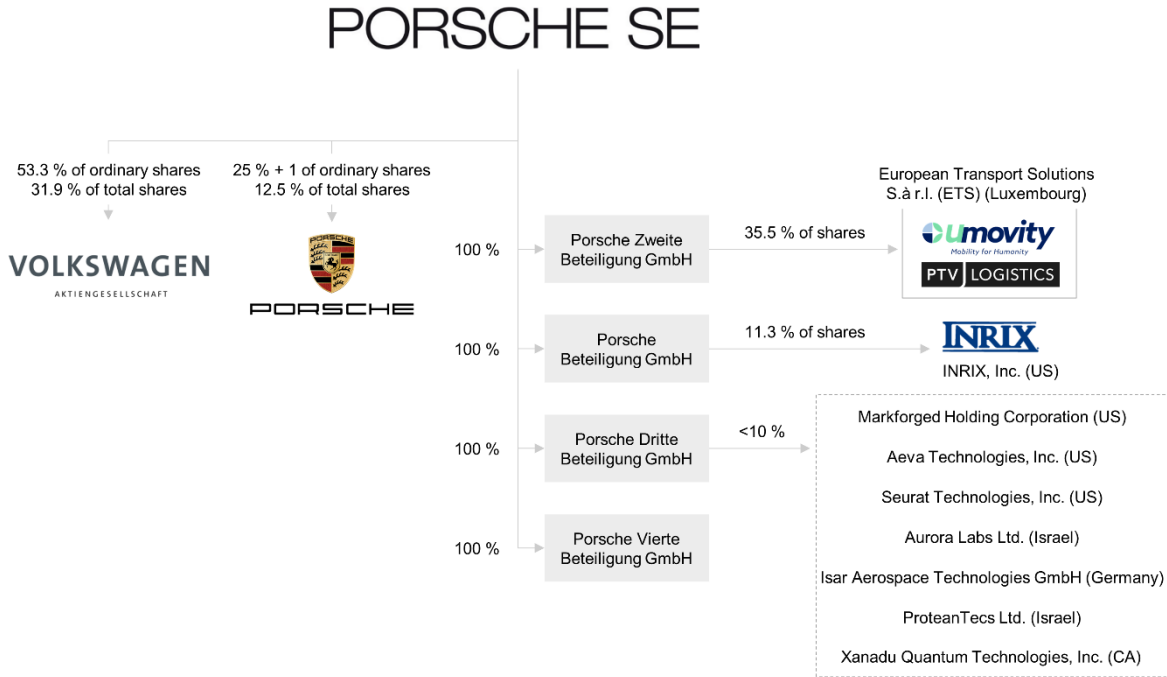 PORSCHE SE
53.3 % of ordinary shares
31.9 % of total shares
25 % + 1 of ordinary shares
12.5 % of total shares
VOLKSWAGEN
AKTIENGESELLSCHAFT
PORSCHE
PORSCHE
100 %
Porsche Zweite
Beteiligung GmbH
35.5 % of shares
European Transport Solutions
S.à r.l. (ETS) (Luxembourg)
umovity
Mobility for Humanity
PTV LOGISTICS
100 %
Porsche
Beteiligung GmbH
11.3 % of shares
INRIX
INRIX, Inc. (US)
100 %
Porsche Dritte
Beteiligung GmbH
<10 %
Markforged Holding Corporation (US)
Aeva Technologies, Inc. (US)
Seurat Technologies, Inc. (US)
Aurora Labs Ltd. (Israel)
Isar Aerospace Technologies GmbH (Germany)
ProteanTecs Ltd. (Israel)
Xanadu Quantum Technologies, Inc. (CA)
100 %
Porsche Vierte
Beteiligung GmbH